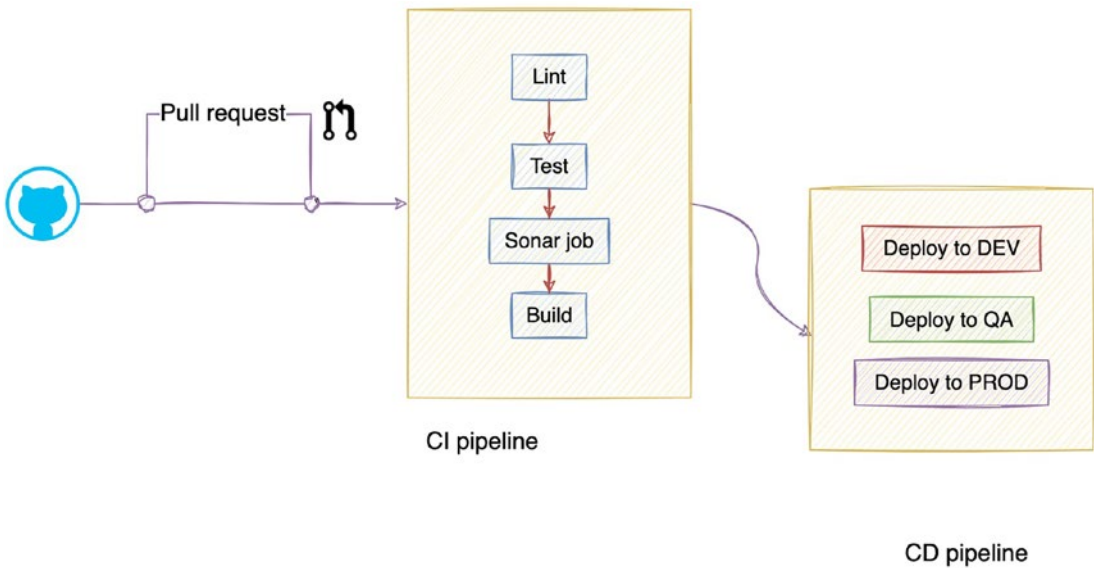 Pull request
Lint
Test
Sonar job
Build
CI pipeline
Deploy to DEV
Deploy to QA
Deploy to PROD
CD pipeline